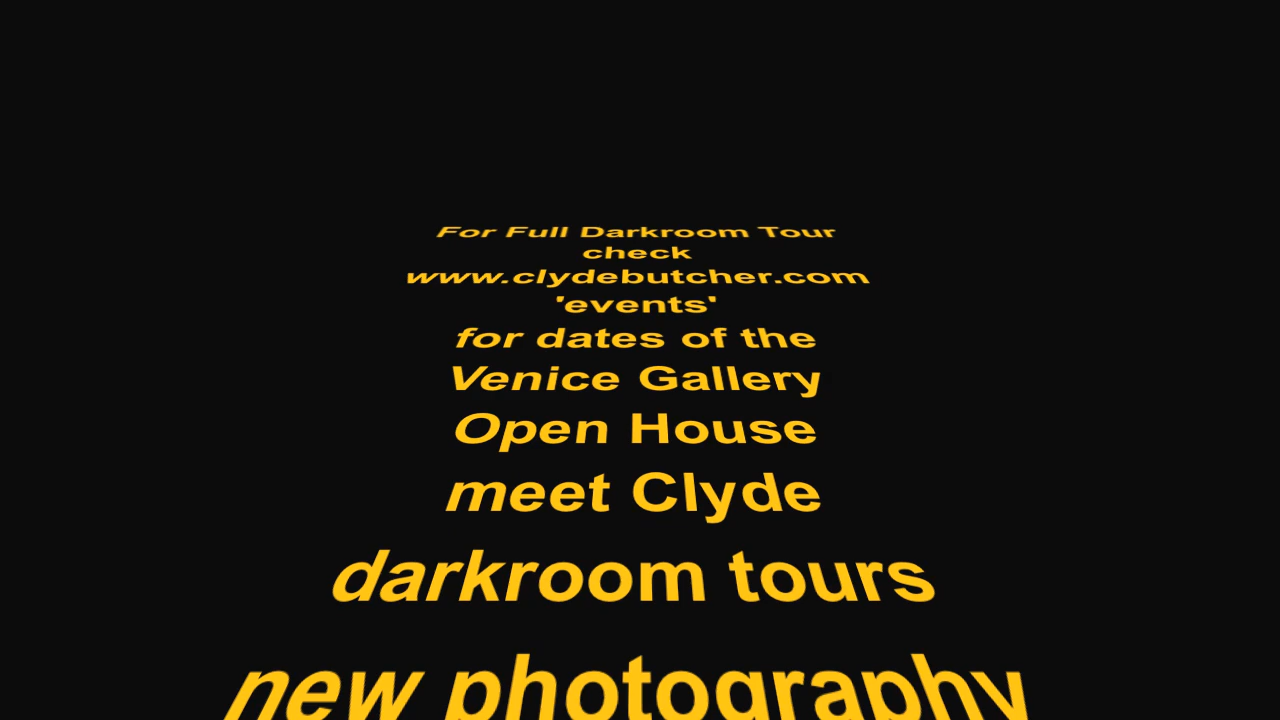 For Full Darkroom Tour
check
www.clydebutcher.com
'events'
for dates of the
Venice Gallery
Open House
meet Clyde
darkroom tours
new photography